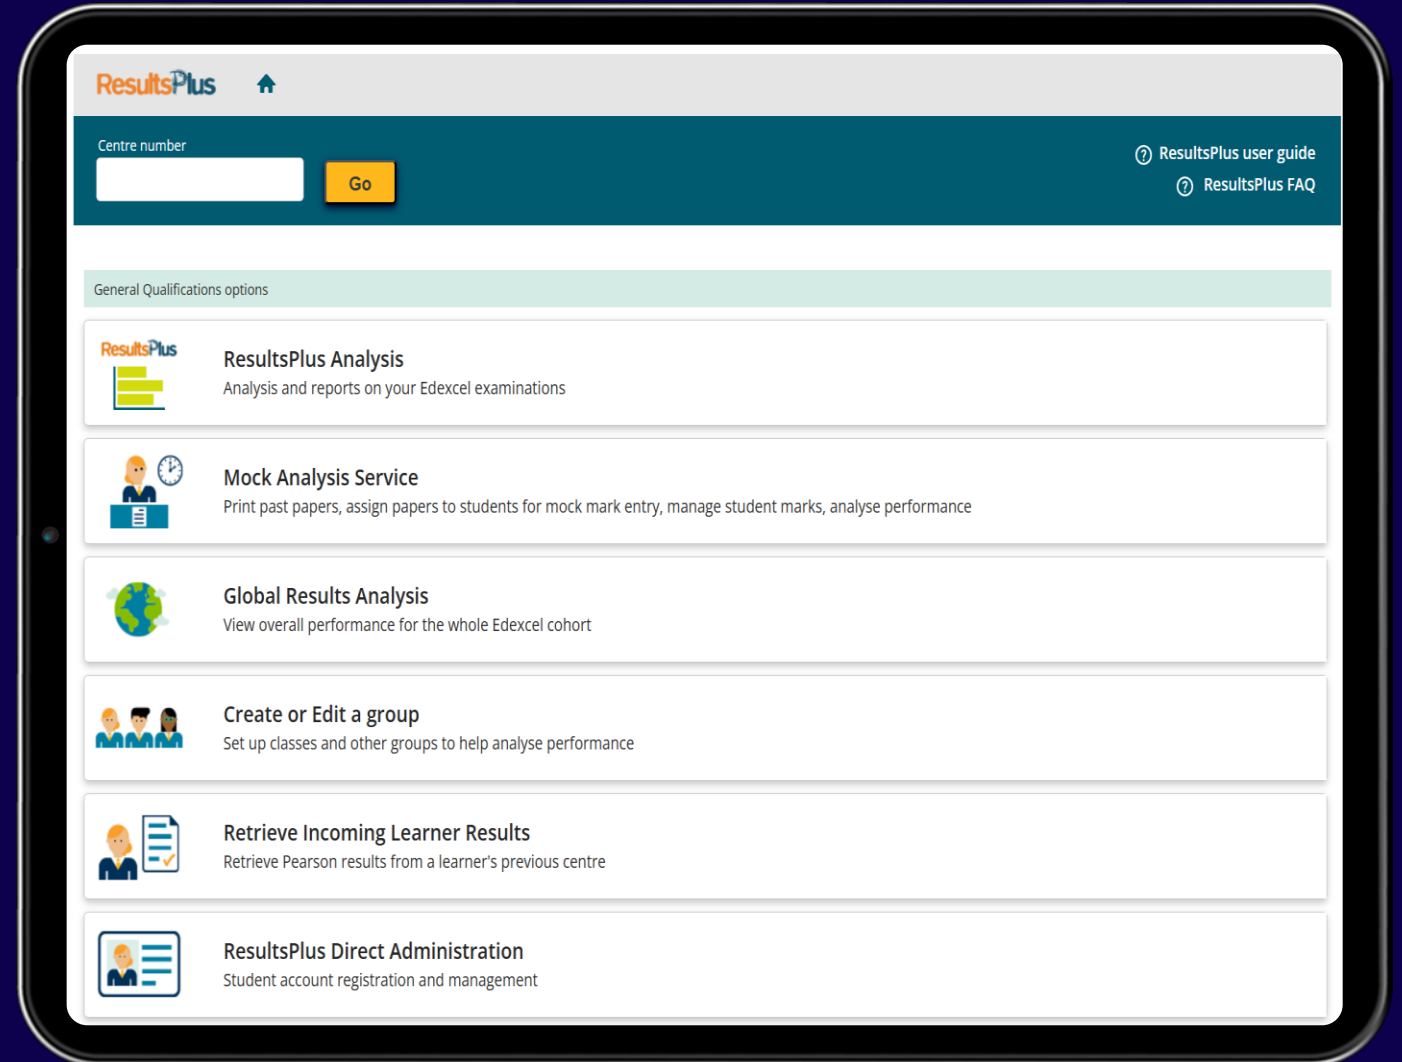 ResultsPlus
Centre number
Go
ResultsPlus user guide
ResultsPlus FAQ
General Qualifications options
ResultsPlus
ResultsPlus Analysis
Analysis and reports on your Edexcel examinations
Mock Analysis Service
Print past papers, assign papers to students for mock mark entry, manage student marks, analyse performance
Global Results Analysis
View overall performance for the whole Edexcel cohort
Create or Edit a group
Set up classes and other groups to help analyse performance
Retrieve Incoming Learner Results
Retrieve Pearson results from a learner's previous centre
ResultsPlus Direct Administration
Student account registration and management